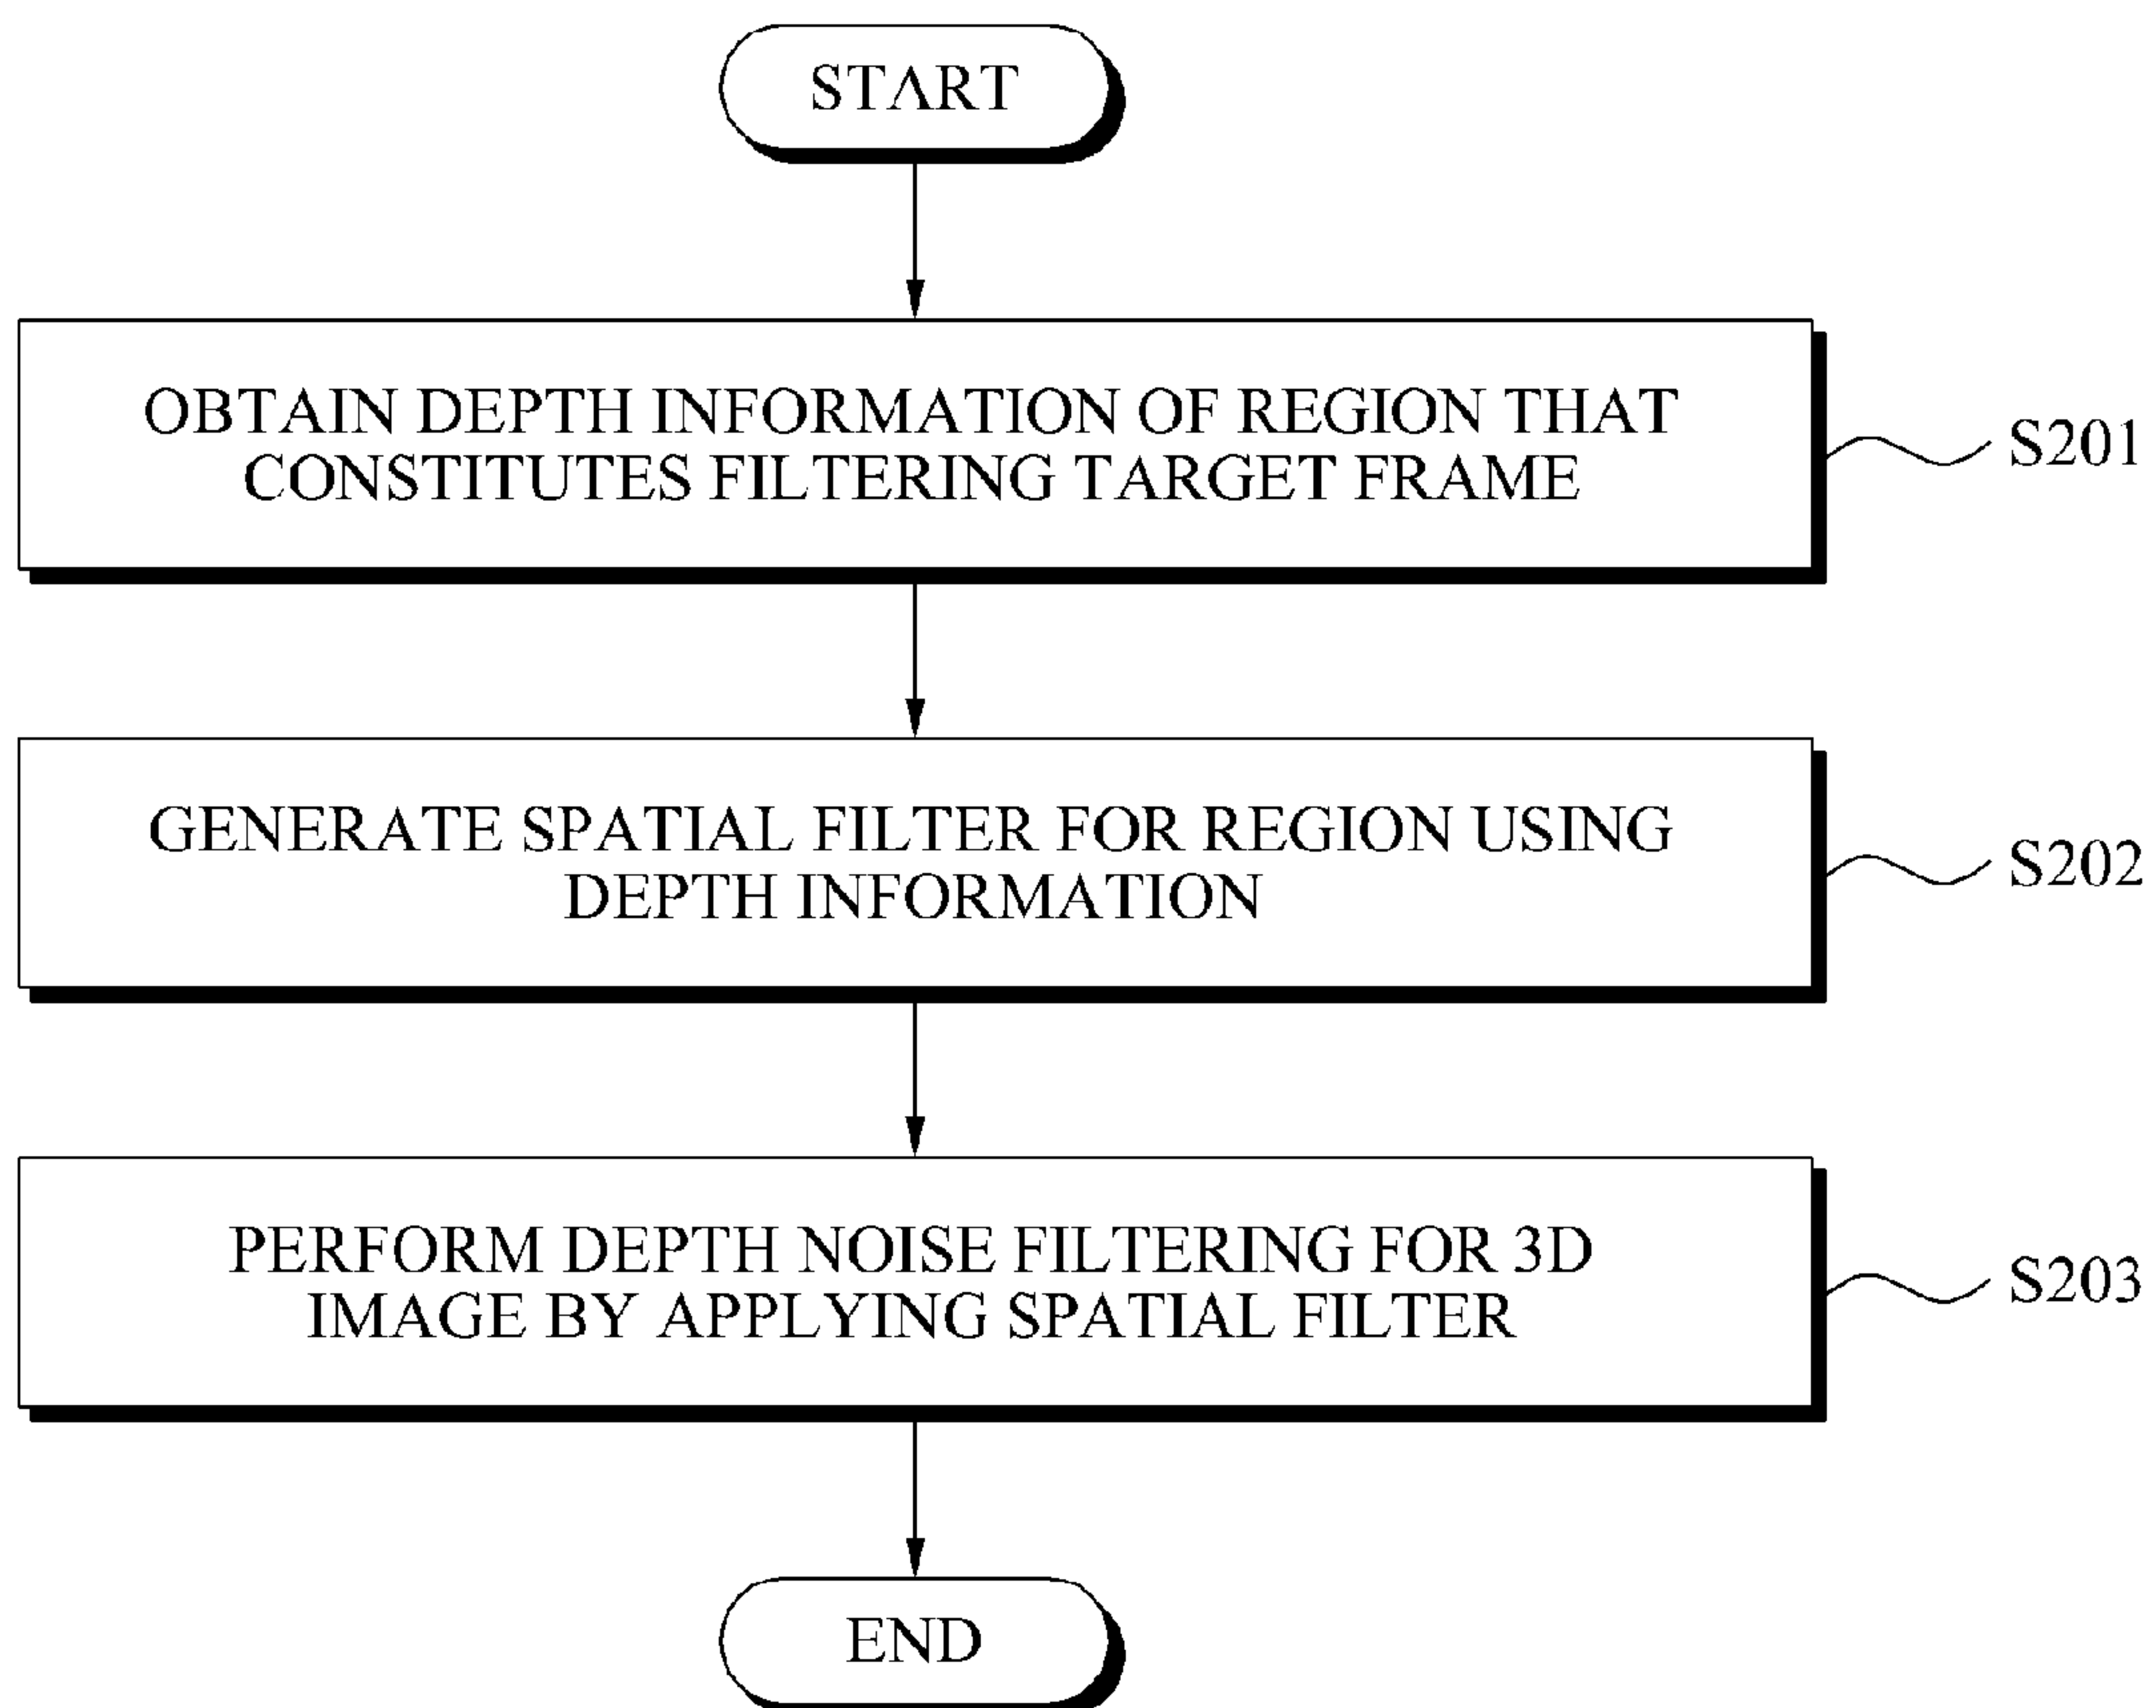 START
OBTAIN DEPTH INFORMATION OF REGION THAT
CONSTITUTES FILTERING TARGET FRAME
S201
GENERATE SPATIAL FILTER FOR REGION USING
DEPTH INFORMATION
S202
PERFORM DEPTH NOISE FILTERING FOR 3D
IMAGE BY APPLYING SPATIAL FILTER
S203
END